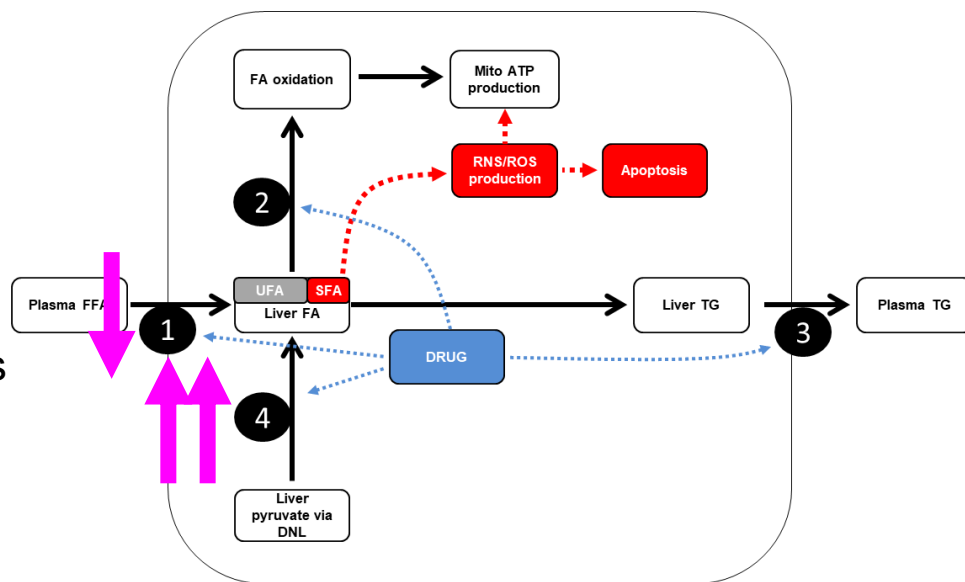 FA oxidation
Mito ATP
production
RNS/ROS
production
Apoptosis
2
UFA
SFA
Plasma FFA
Liver FA
Liver TG
Plasma TG
1
3
DRUG
s
4
Liver
pyruvate via
DNL